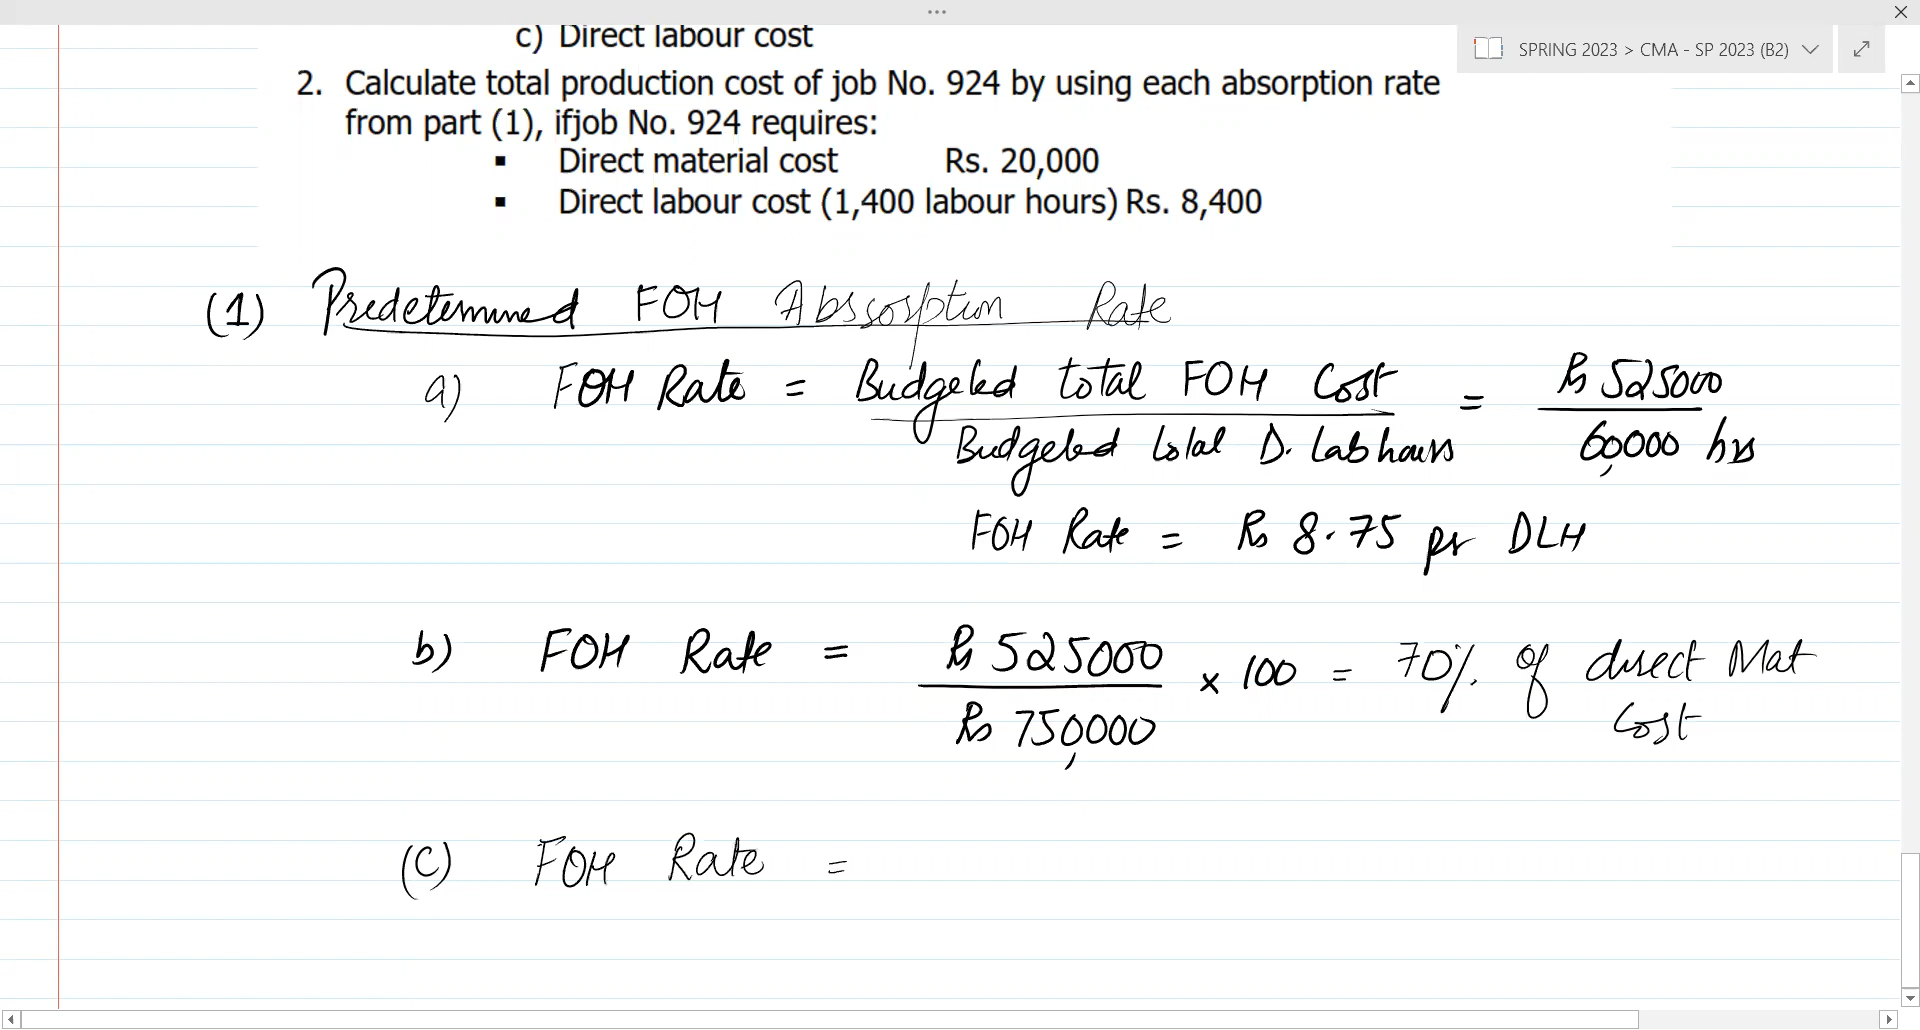 c) Direct labour cost
SPRING 2023 > CMA - SP 2023 (B2)
2. Calculate total production cost of job No. 924 by using each absorption rate
from part (1), ifjob No. 924 requires:
▪ Direct material cost Rs. 20,000
▪ Direct labour cost (1,400 labour hours) Rs. 8,400
(1) Predetermined FOH Abssorption Rate
a) FOH Rate = Budgeted total FOH Cost = Rs 525000
Budgeted total D. Lab hours 60,000 hrs
FOH Rate = Rs 8.75 per DLH
b) FOH Rate = Rs 525000 × 100 = 70% of direct Mat
Rs 750,000 Cost
(C) FOH Rate =